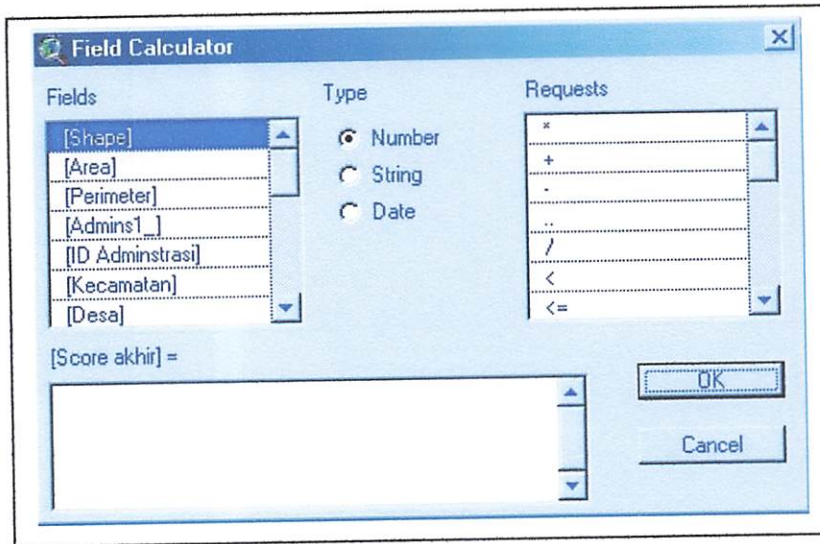 Field Calculator
Fields
Type
Requests
[Shape]
[Area]
[Perimeter]
[Admins1_]
[ID Adminstrasi]
[Kecamatan]
[Desa]
Number
String
Date
*
+
-
..
/
<
<=
[Score akhir] =
OK
Cancel